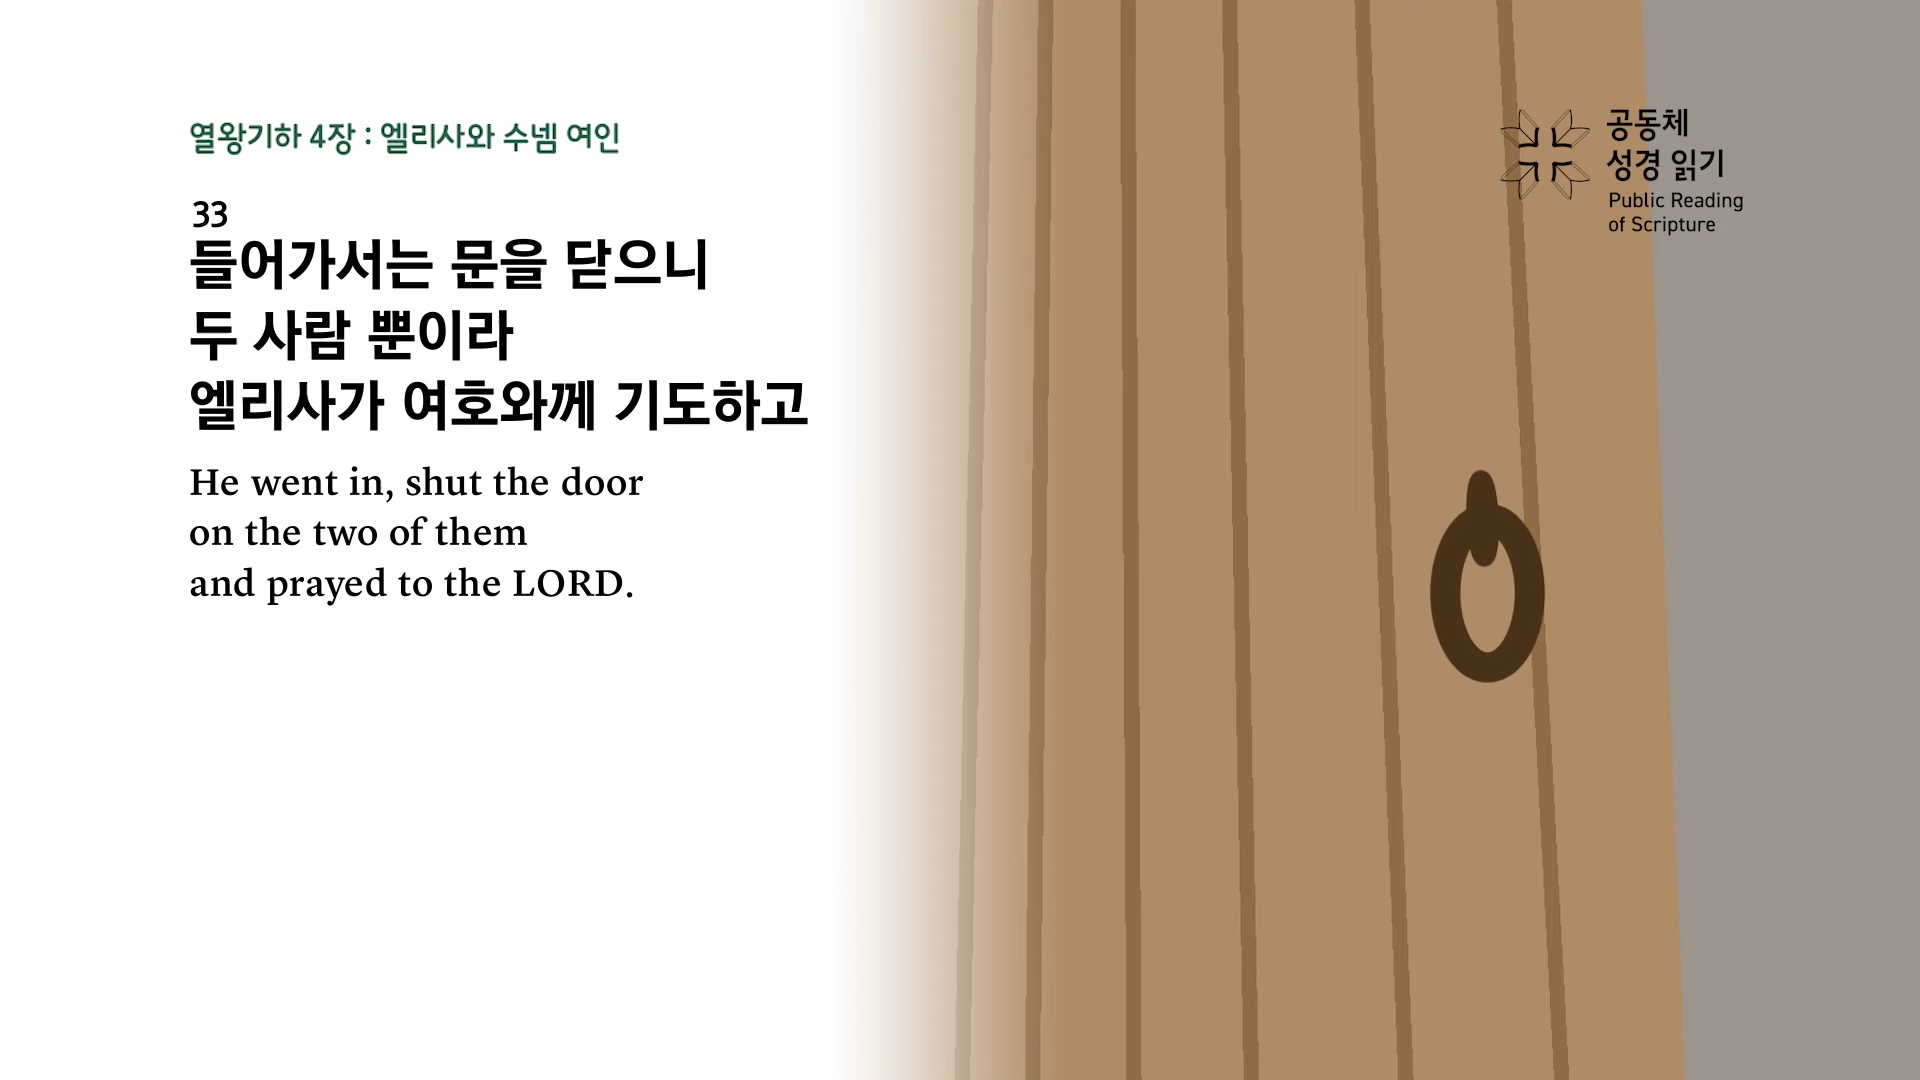 열왕기하 4장 : 엘리사와 수넴 여인
33
들어가서는 문을 닫으니
두 사람 뿐이라
엘리사가 여호와께 기도하고
He went in, shut the door
on the two of them
and prayed to the LORD.
공동체
성경 읽기
Public Reading
of Scripture